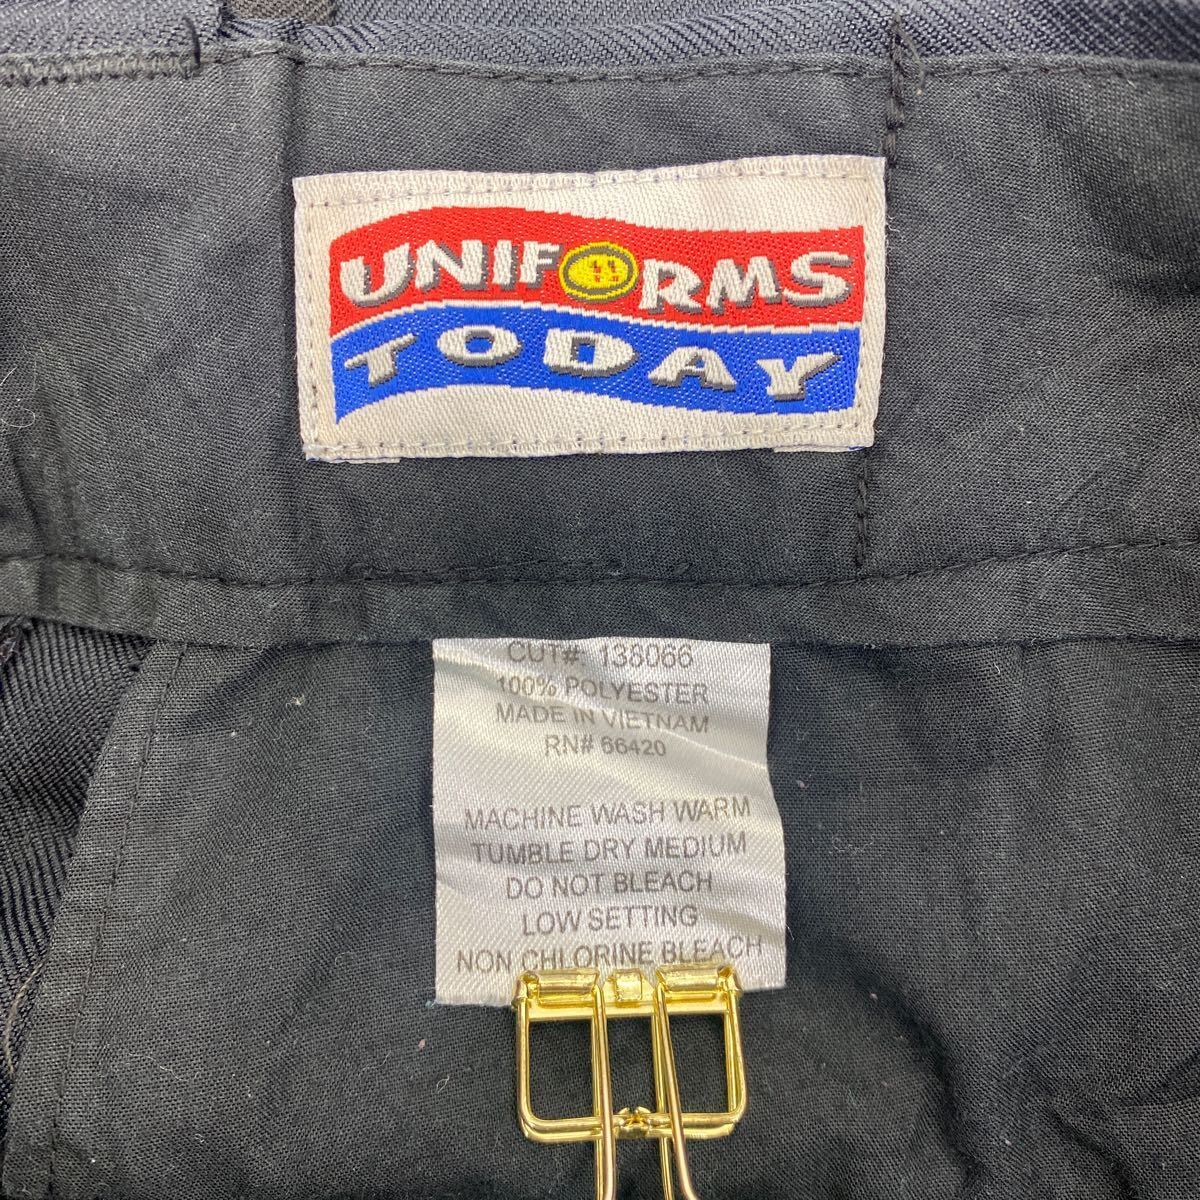 UNIFORMS
TODAY
CUT#: 138066
100% POLYESTER
MADE IN VIETNAM
RN# 66420
MACHINE WASH WARM
TUMBLE DRY MEDIUM
DO NOT BLEACH
LOW SETTING
NON CHLORINE BLEACH